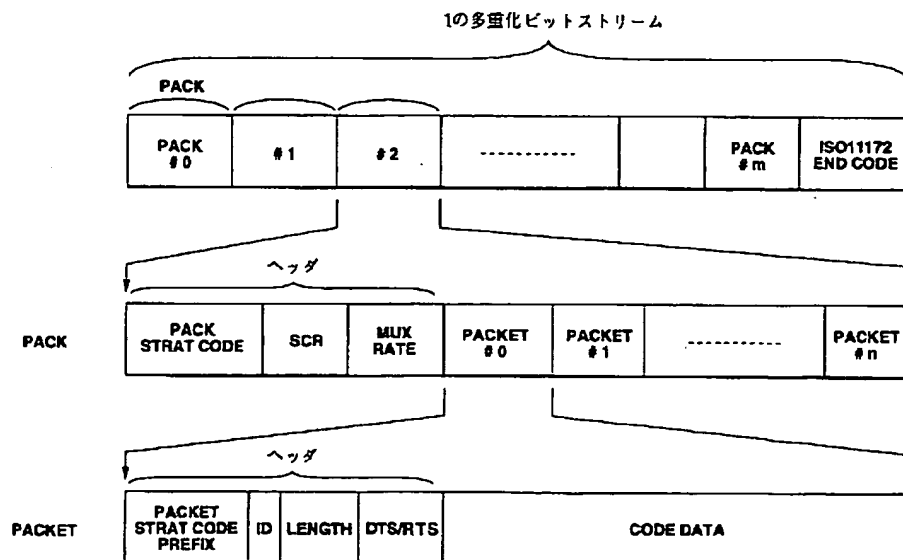 1の多重化ビットストリーム
PACK
PACK
#0
#1
#2
PACK
#m
ISO11172
END CODE
ヘッダ
PACK
PACK
STRAT CODE
SCR
MUX
RATE
PACKET
#0
PACKET
#1
PACKET
#n
ヘッダ
PACKET
PACKET
STRAT CODE
PREFIX
ID
LENGTH
DTS/RTS
CODE DATA